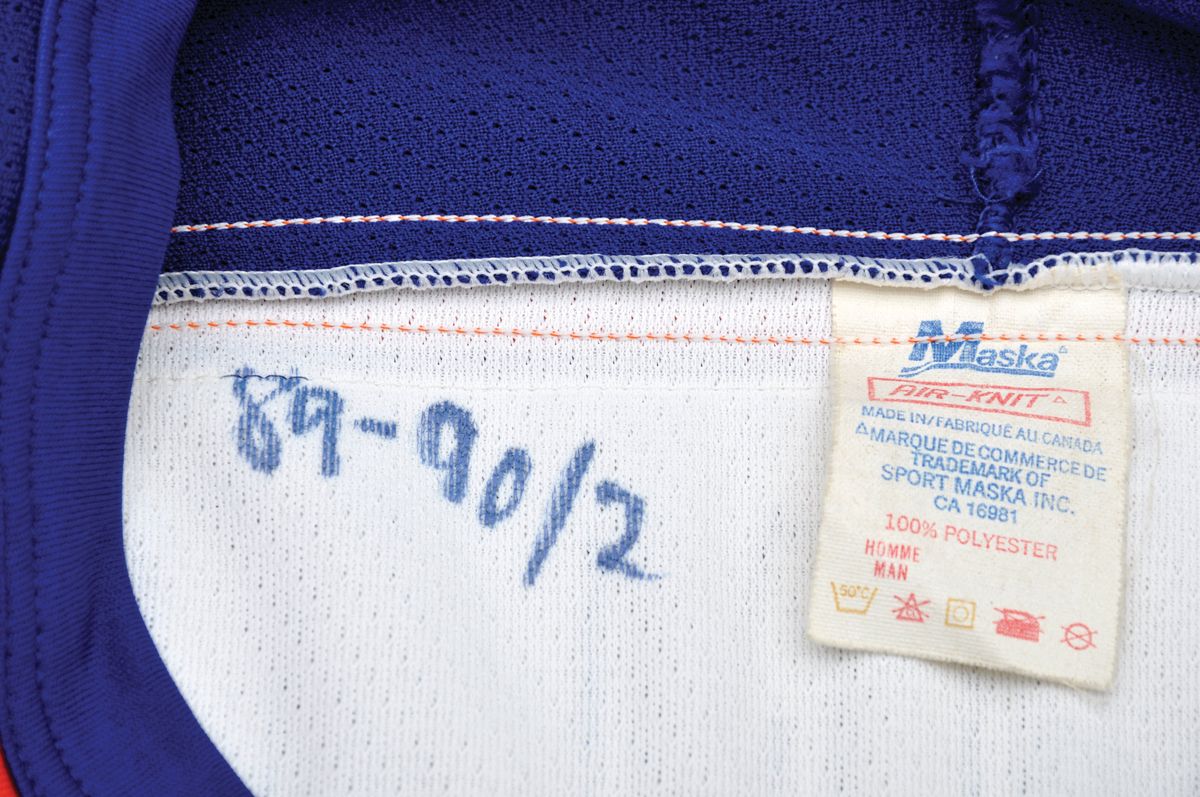 89-90/2
MASKA
AIR-KNIT
MADE IN/FABRIQUÉ AU CANADA
MARQUE DE COMMERCE DE
TRADEMARK OF
SPORT MASKA INC.
CA 16981
100% POLYESTER
HOMME
MAN
50°C